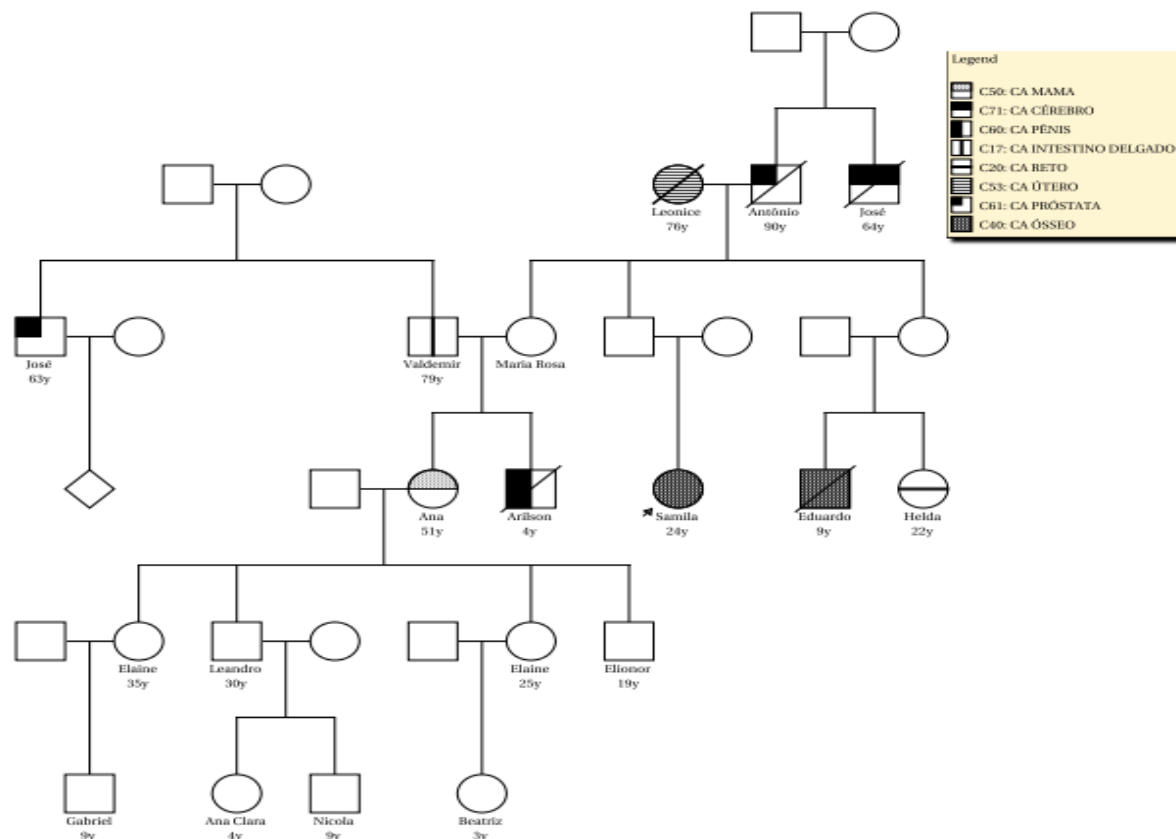 Legend
C50: CA MAMA
C71: CA CÉREBRO
C60: CA PÊNIS
C17: CA INTESTINO DELGADO
C20: CA RETO
C53: CA ÚTERO
C61: CA PRÓSTATA
C40: CA ÓSSEO
Leonice
76y
Antônio
90y
José
64y
José
63y
Valdemir
79y
Maria Rosa
Ana
51y
Arilson
4y
Samila
24y
Eduardo
9y
Helda
22y
Elaine
35y
Leandro
30y
Elaine
25y
Elionor
19y
Gabriel
9y
Ana Clara
4y
Nicola
9y
Beatriz
3y